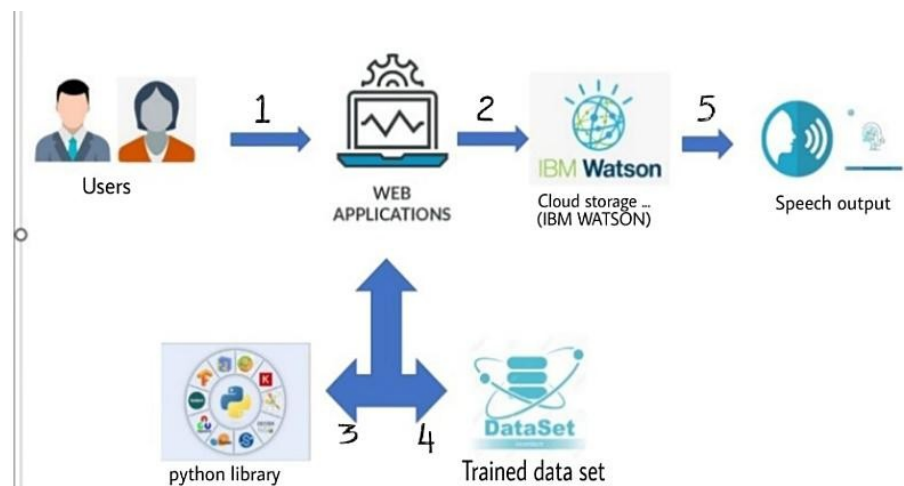 1
2
5
IBM Watson
Users
WEB
APPLICATIONS
Cloud storage ...
(IBM WATSON)
Speech output
K
3
4
DataSet
python library
Trained data set